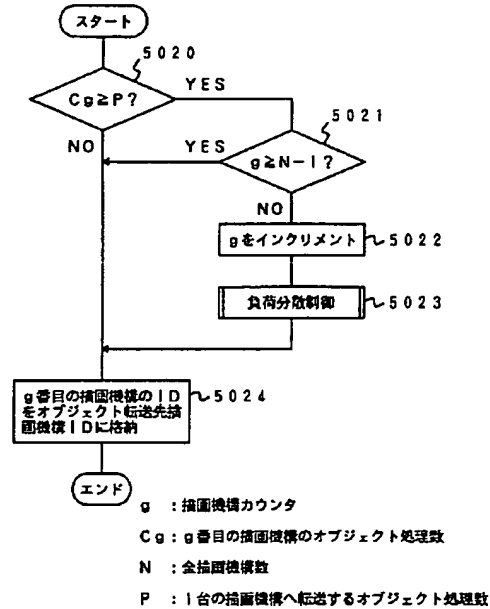 スタート
5020
Cg≧P?
YES
5021
NO
YES
g≧N-1?
NO
gをインクリメント
5022
負荷分散制御
5023
g番目の描画機構のID
をオブジェクト転送先描
画機構IDに格納
5024
エンド
g :描画機構カウンタ
Cg:g番目の描画機構のオブジェクト処理数
N :全描画機構数
P :1台の描画機構へ転送するオブジェクト処理数